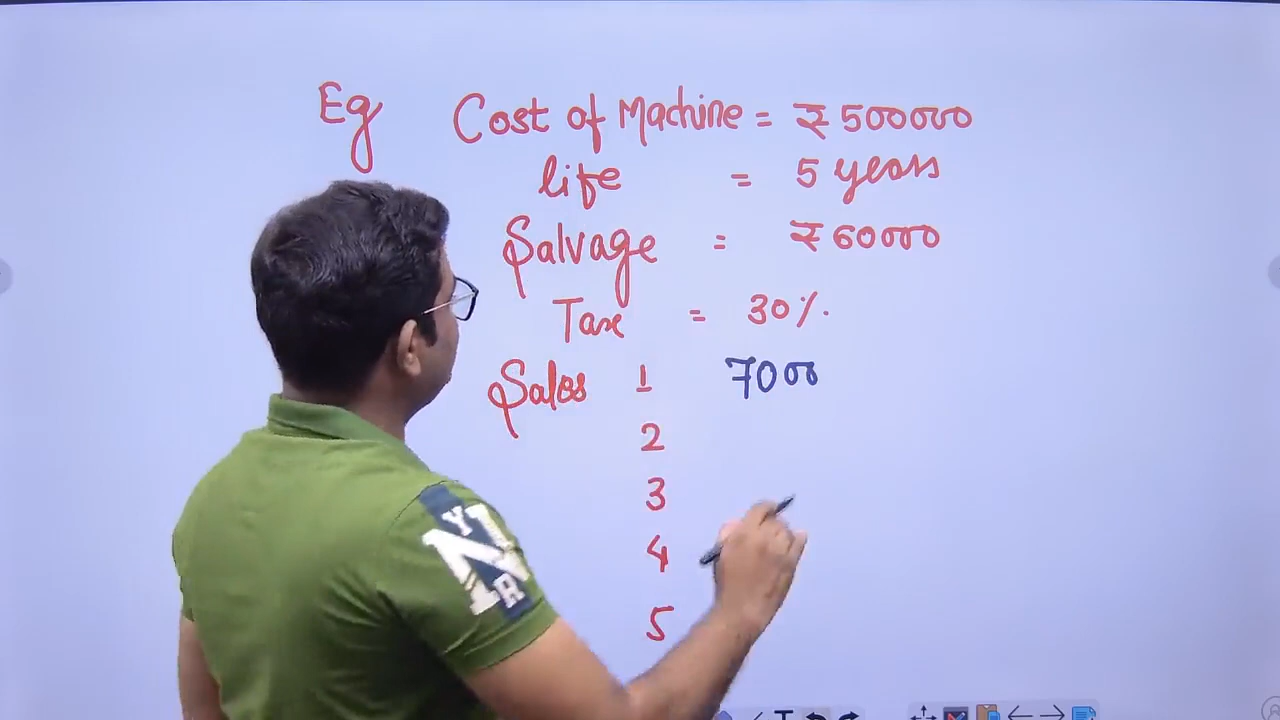 Eg Cost of Machine = ₹500000
life = 5 years
Salvage = ₹60000
Tax = 30%.
Sales 1 7000
2
3
4
5